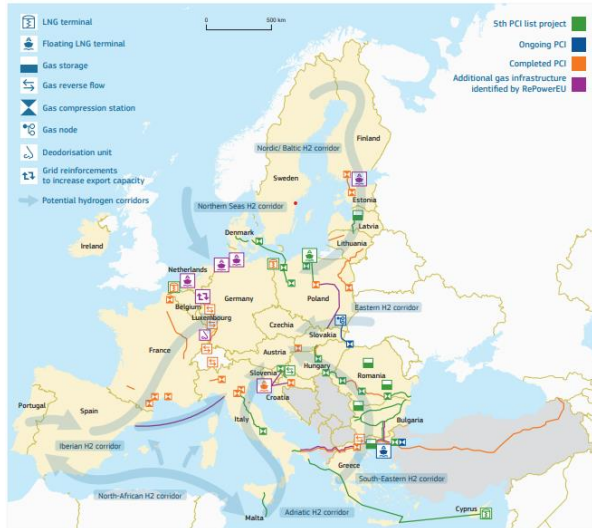 LNG terminal
Floating LNG terminal
Gas storage
Gas reverse flow
Gas compression station
Gas node
Deodorisation unit
Grid reinforcements
to increase export capacity
Potential hydrogen corridors
0
500 km
5th PCI list project
Ongoing PCI
Completed PCI
Additional gas infrastructure
identified by RePowerEU
Nordic/ Baltic H2 corridor
Finland
Sweden
Estonia
Northern Seas H2 corridor
Latvia
Denmark
Lithuania
Ireland
Netherlands
Germany
Poland
Belgium
Luxembourg
Eastern H2 corridor
Czechia
Slovakia
France
Austria
Hungary
Slovenia
Romania
Croatia
Portugal
Spain
Italy
Bulgaria
Iberian H2 corridor
Greece
South-Eastern H2 corridor
North-African H2 corridor
Malta
Adriatic H2 corridor
Cyprus